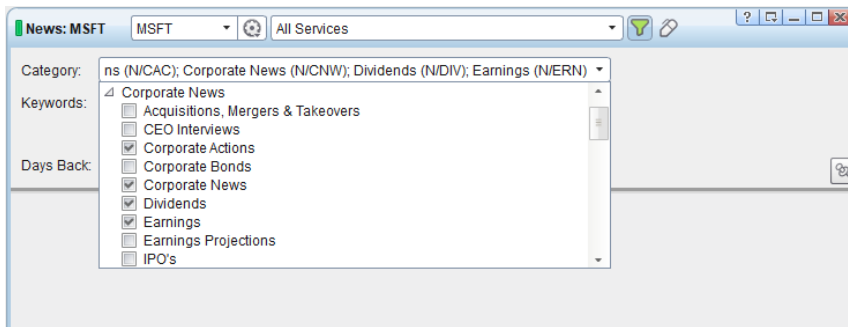 News: MSFT MSFT All Services ?
Category: ns (N/CAC); Corporate News (N/CNW); Dividends (N/DIV); Earnings (N/ERN)
Corporate News
Keywords:
Acquisitions, Mergers & Takeovers
CEO Interviews
Corporate Actions
Days Back:
Corporate Bonds
Corporate News
Dividends
Earnings
Earnings Projections
IPO's